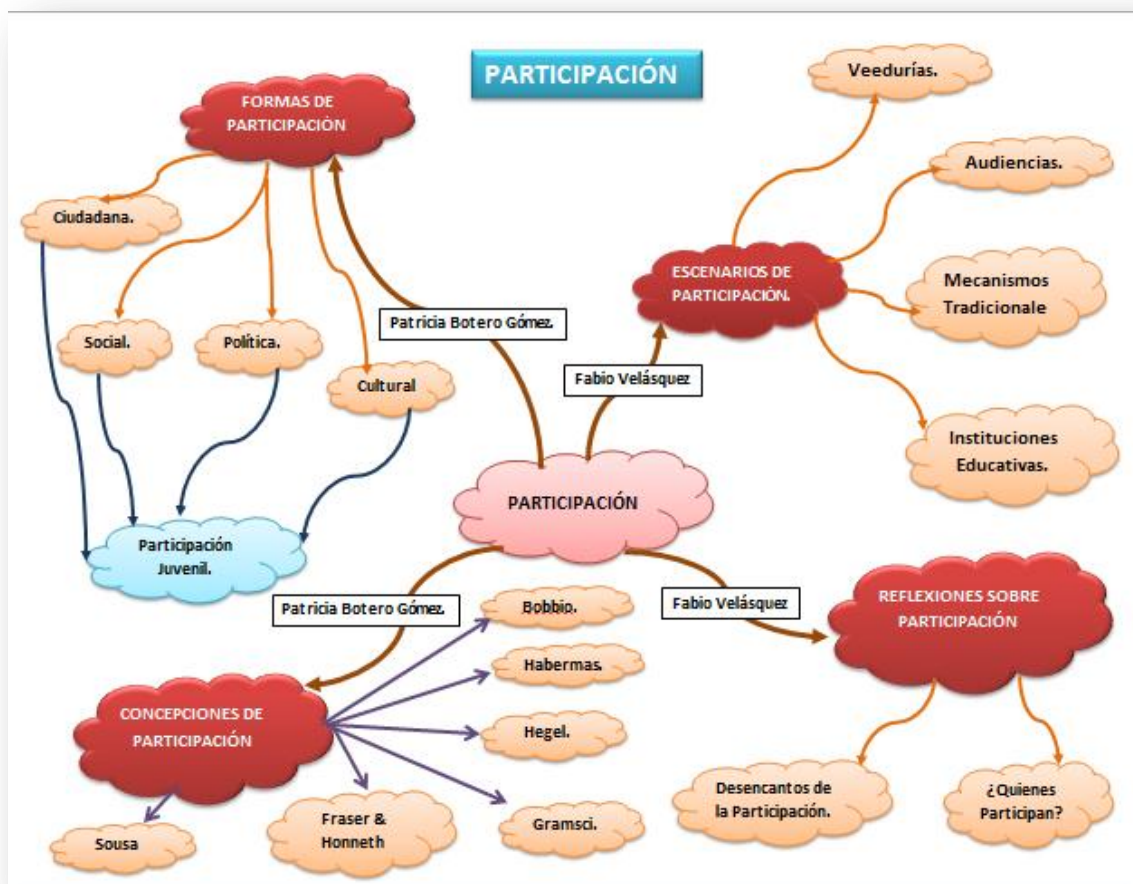 PARTICIPACIÓN
FORMAS DE
PARTICIPACIÓN
Ciudadana.
Social.
Política.
Cultural
Participación
Juvenil.
Patricia Botero Gómez.
Veedurías.
Audiencias.
ESCENARIOS DE
PARTICIPACIÓN.
Mecanismos
Tradicionale
Instituciones
Educativas.
Fabio Velásquez
PARTICIPACIÓN
Patricia Botero Gómez.
Fabio Velásquez
CONCEPCIONES DE
PARTICIPACIÓN
Bobbio.
Habermas.
Hegel.
Gramsci.
Fraser &
Honneth
Sousa
REFLEXIONES SOBRE
PARTICIPACIÓN
Desencantos de
la Participación.
¿Quienes
Participan?